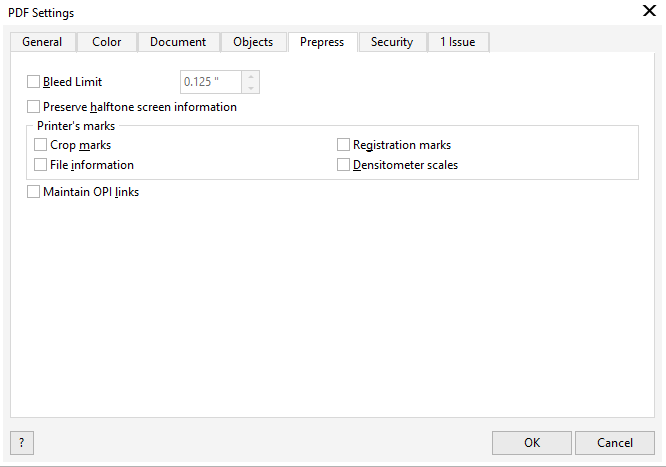 PDF Settings
General Color Document Objects Prepress Security 1 Issue
Bleed Limit 0.125 "
Preserve halftone screen information
Printer's marks
Crop marks Registration marks
File information Densitometer scales
Maintain OPI links
? OK Cancel